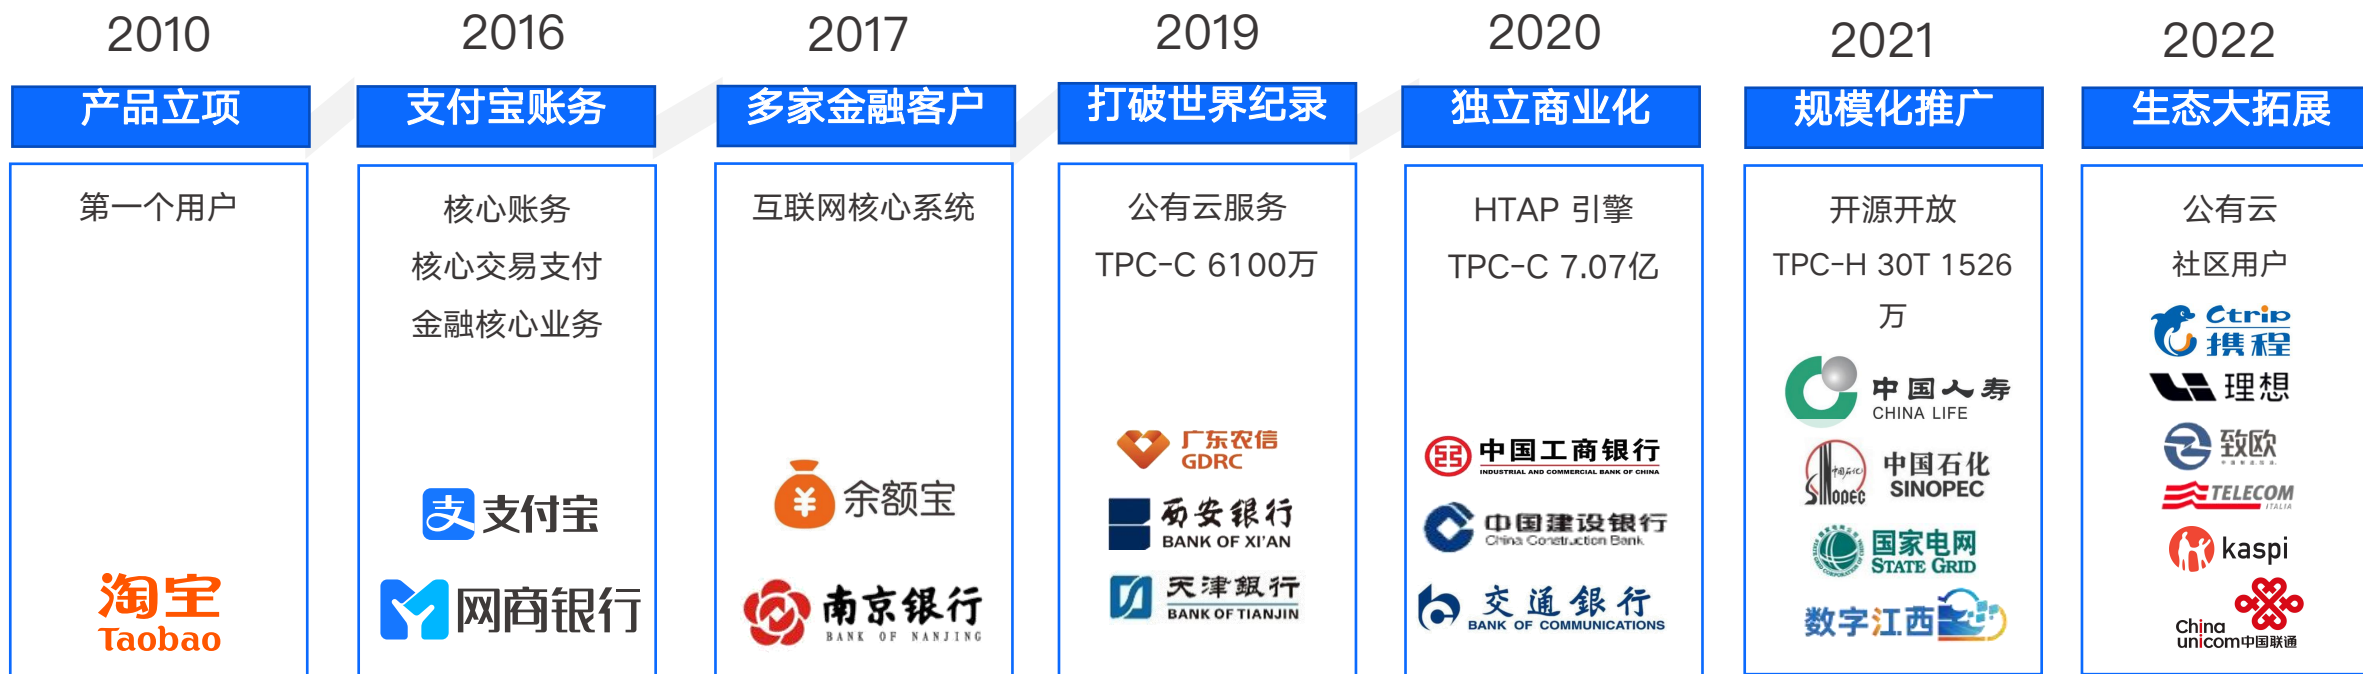 2010
产品立项
第一个用户
淘宝
Taobao
2016
支付宝账务
核心账务
核心交易支付
金融核心业务
支 支付宝
网商银行
2017
多家金融客户
互联网核心系统
余额宝
南京银行
BANK OF NANJING
2019
打破世界纪录
公有云服务
TPC-C 6100万
广东农信
GDRC
西安银行
BANK OF XI'AN
天津銀行
BANK OF TIANJIN
2020
独立商业化
HTAP 引擎
TPC-C 7.07亿
中国工商银行
INDUSTRIAL AND COMMERCIAL BANK OF CHINA
中国建设银行
China Construction Bank
交通銀行
BANK OF COMMUNICATIONS
2021
规模化推广
开源开放
TPC-H 30T 1526
万
中国人寿
CHINA LIFE
中国石化
SINOPEC
中国石化
SINOPEC
国家电网
STATE GRID
数字江西
2022
生态大拓展
公有云
社区用户
Ctrip
携程
理想
致欧
TELECOM
ITALIA
kaspi
China
unicom中国联通